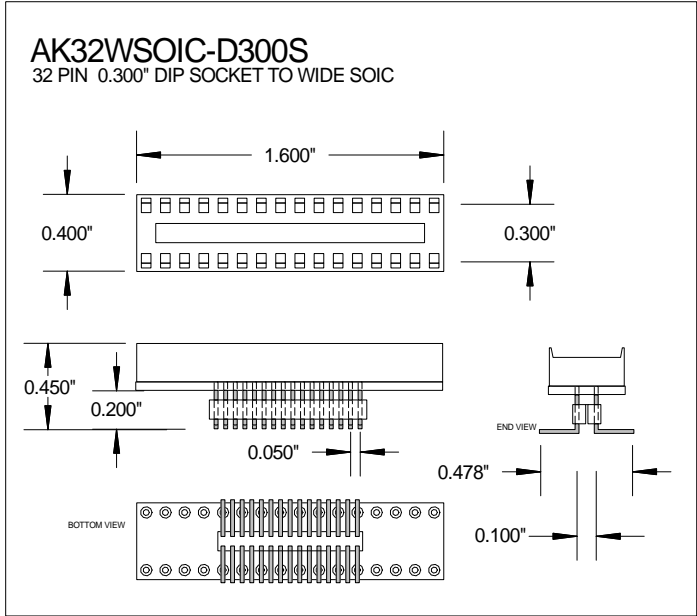 AK32WSOIC-D300S
32 PIN 0.300" DIP SOCKET TO WIDE SOIC
1.600"
0.400"
0.300"
0.450"
0.200"
0.050"
END VIEW
0.478"
BOTTOM VIEW
0.100"